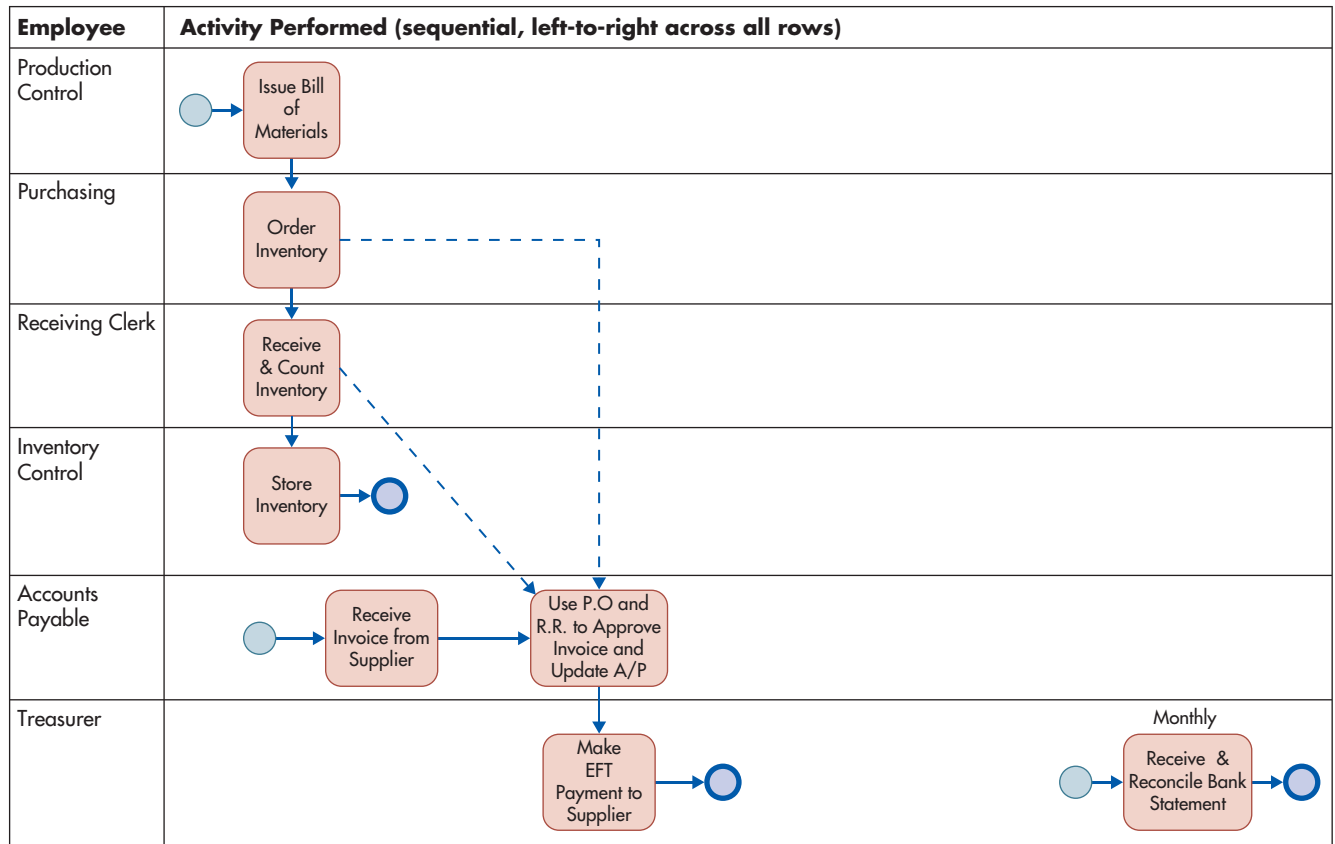 Employee
Activity Performed (sequential, left-to-right across all rows)
Production
Control
Issue Bill
of
Materials
Purchasing
Order
Inventory
Receiving Clerk
Receive
& Count
Inventory
Inventory
Control
Store
Inventory
Accounts
Payable
Receive
Invoice from
Supplier
Use P.O and
R.R. to Approve
Invoice and
Update A/P
Treasurer
Make
EFT
Payment to
Supplier
Monthly
Receive &
Reconcile Bank
Statement